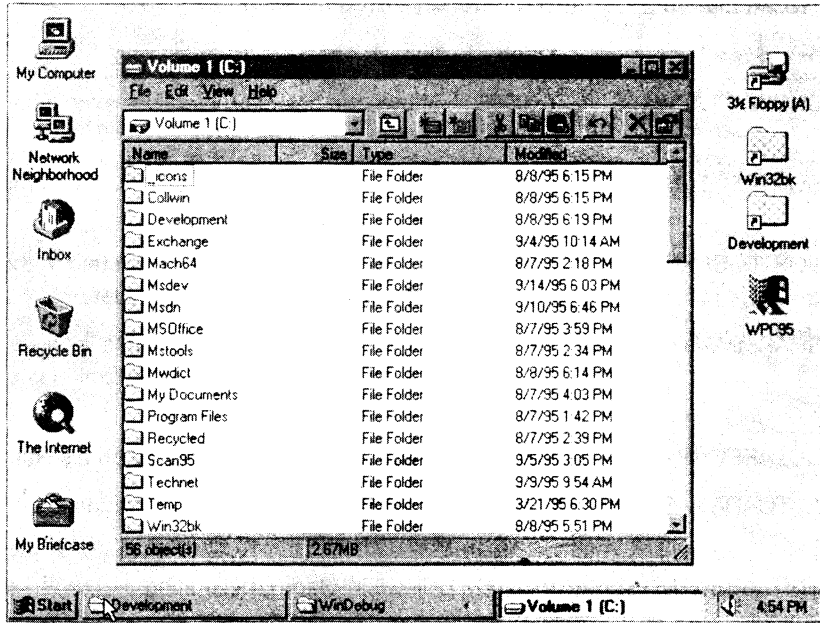 My Computer
Network
Neighborhood
Inbox
Recycle Bin
The Internet
My Briefcase
Volume 1 (C:)
File Edit View Help
Volume 1 (C:)
Name Size Type Modified
icons File Folder 8/8/95 6:15 PM
Collwin File Folder 8/8/95 6:15 PM
Development File Folder 8/8/95 6:19 PM
Exchange File Folder 9/4/95 10:14 AM
Mach64 File Folder 8/7/95 2:18 PM
Msdev File Folder 9/14/95 6:03 PM
Msdn File Folder 9/10/95 6:46 PM
MSOffice File Folder 8/7/95 3:59 PM
Mstools File Folder 8/7/95 2:34 PM
Mwdict File Folder 8/8/95 6:14 PM
My Documents File Folder 8/7/95 4:03 PM
Program Files File Folder 8/7/95 1:42 PM
Recycled File Folder 8/7/95 2:39 PM
Scan95 File Folder 9/5/95 3:05 PM
Technet File Folder 9/9/95 9:54 AM
Temp File Folder 3/21/95 6:30 PM
Win32bk File Folder 8/8/95 5:51 PM
56 object(s) 2.67MB
3½ Floppy (A)
Win32bk
Development
WPC95
Start Development WinDebug Volume 1 (C:) 4:54 PM